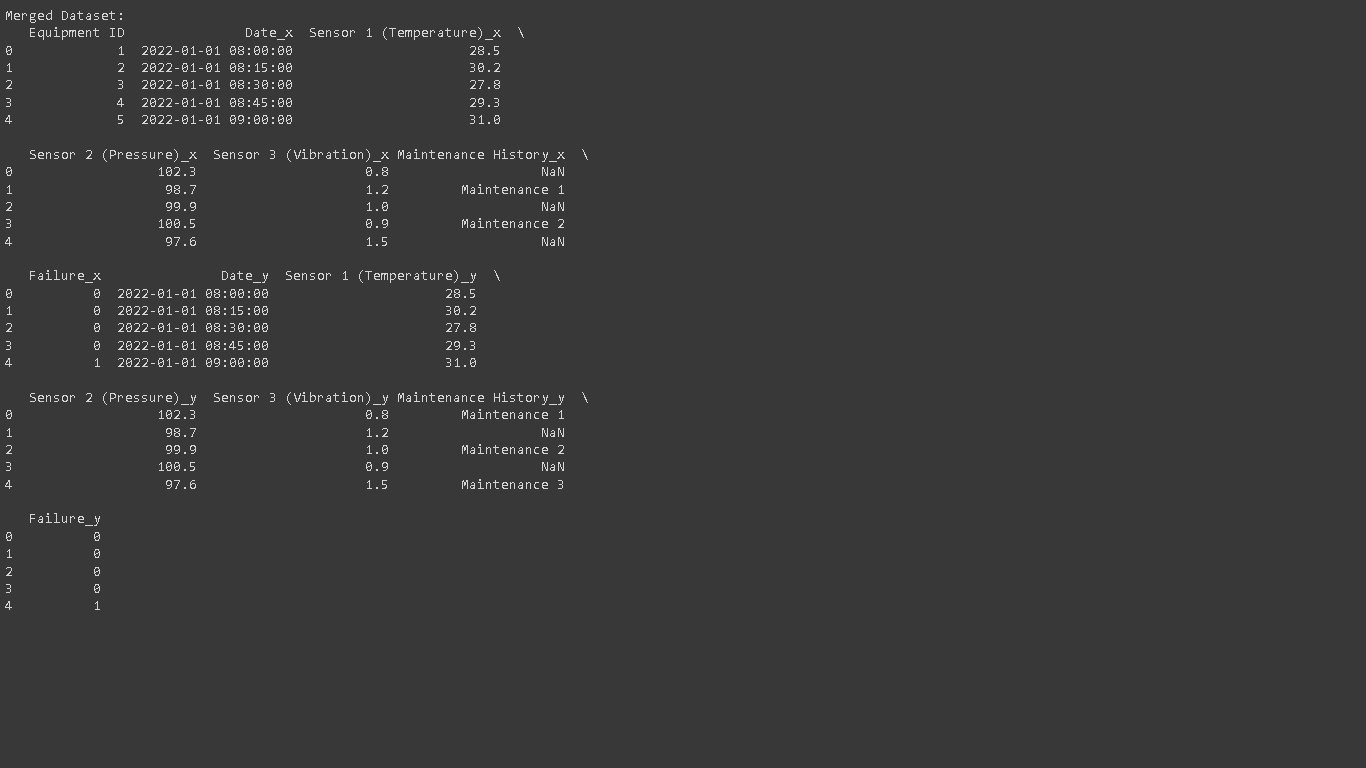 Merged Dataset:
   Equipment ID               Date_x  Sensor 1 (Temperature)_x  \
0             1  2022-01-01 08:00:00                      28.5
1             2  2022-01-01 08:15:00                      30.2
2             3  2022-01-01 08:30:00                      27.8
3             4  2022-01-01 08:45:00                      29.3
4             5  2022-01-01 09:00:00                      31.0

   Sensor 2 (Pressure)_x  Sensor 3 (Vibration)_x Maintenance History_x  \
0                  102.3                     0.8                   NaN
1                   98.7                     1.2         Maintenance 1
2                   99.9                     1.0                   NaN
3                  100.5                     0.9         Maintenance 2
4                   97.6                     1.5                   NaN

   Failure_x               Date_y  Sensor 1 (Temperature)_y  \
0          0  2022-01-01 08:00:00                      28.5
1          0  2022-01-01 08:15:00                      30.2
2          0  2022-01-01 08:30:00                      27.8
3          0  2022-01-01 08:45:00                      29.3
4          1  2022-01-01 09:00:00                      31.0

   Sensor 2 (Pressure)_y  Sensor 3 (Vibration)_y Maintenance History_y  \
0                  102.3                     0.8         Maintenance 1
1                   98.7                     1.2                   NaN
2                   99.9                     1.0         Maintenance 2
3                  100.5                     0.9                   NaN
4                   97.6                     1.5         Maintenance 3

   Failure_y
0          0
1          0
2          0
3          0
4          1